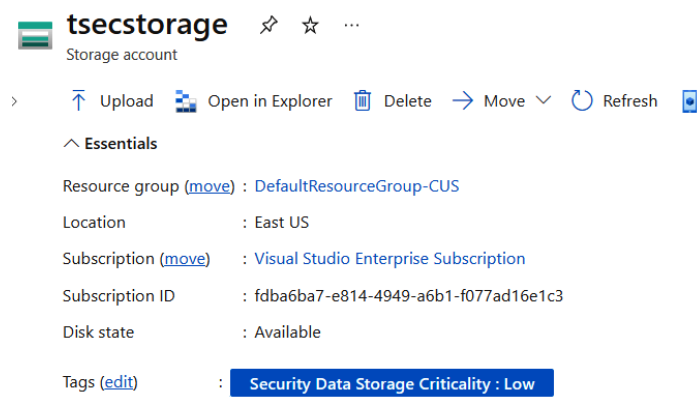 tsecstorage
Storage account
Upload Open in Explorer Delete Move Refresh
Essentials
Resource group (move) : DefaultResourceGroup-CUS
Location : East US
Subscription (move) : Visual Studio Enterprise Subscription
Subscription ID : fdba6ba7-e814-4949-a6b1-f077ad16e1c3
Disk state : Available
Tags (edit) : Security Data Storage Criticality : Low